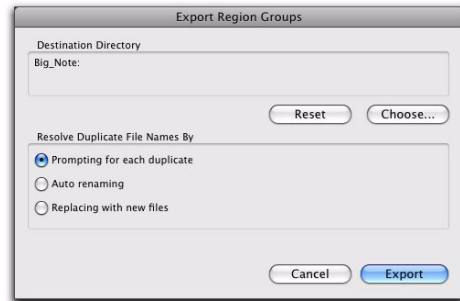 Export Region Groups
Destination Directory
Big_Note:
Reset
Choose...
Resolve Duplicate File Names By
Prompting for each duplicate
Auto renaming
Replacing with new files
Cancel
Export